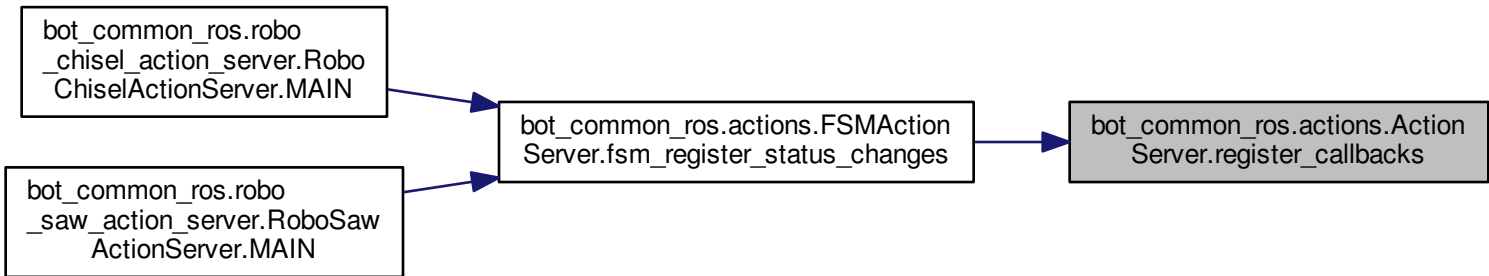 bot_common_ros.robo
_chisel_action_server.Robo
ChiselActionServer.MAIN
bot_common_ros.robo
_saw_action_server.RoboSaw
ActionServer.MAIN
bot_common_ros.actions.FSMAction
Server.fsm_register_status_changes
bot_common_ros.actions.Action
Server.register_callbacks